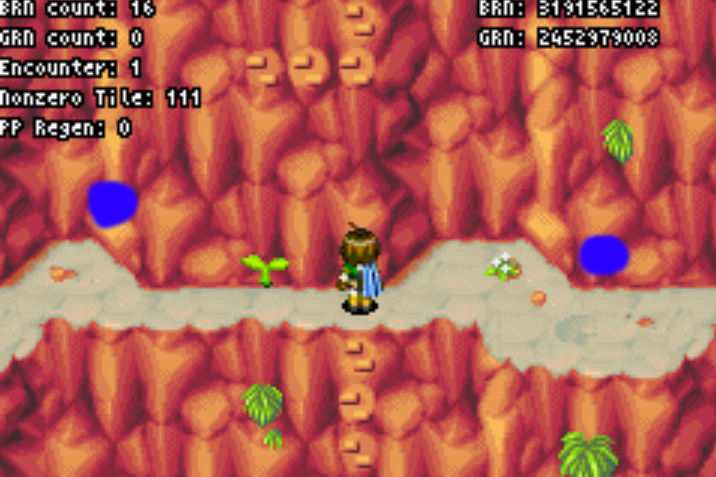 BRN count: 16
GRN count: 0
Encounter: 1
Nonzero Tile: 111
PP Regen: 0
BRN: 3191565122
GRN: 2452979008